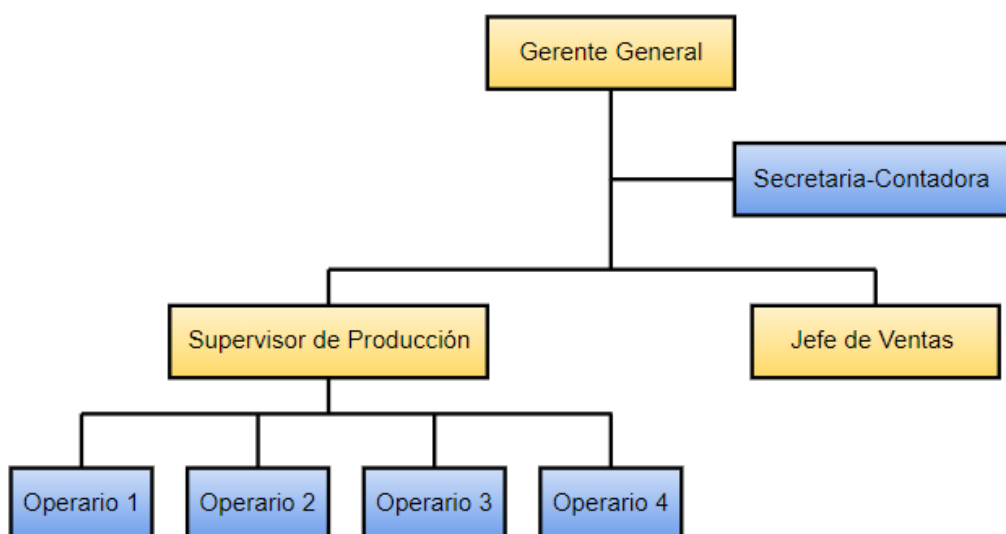 Gerente General
Secretaria-Contadora
Supervisor de Producción
Jefe de Ventas
Operario 1
Operario 2
Operario 3
Operario 4